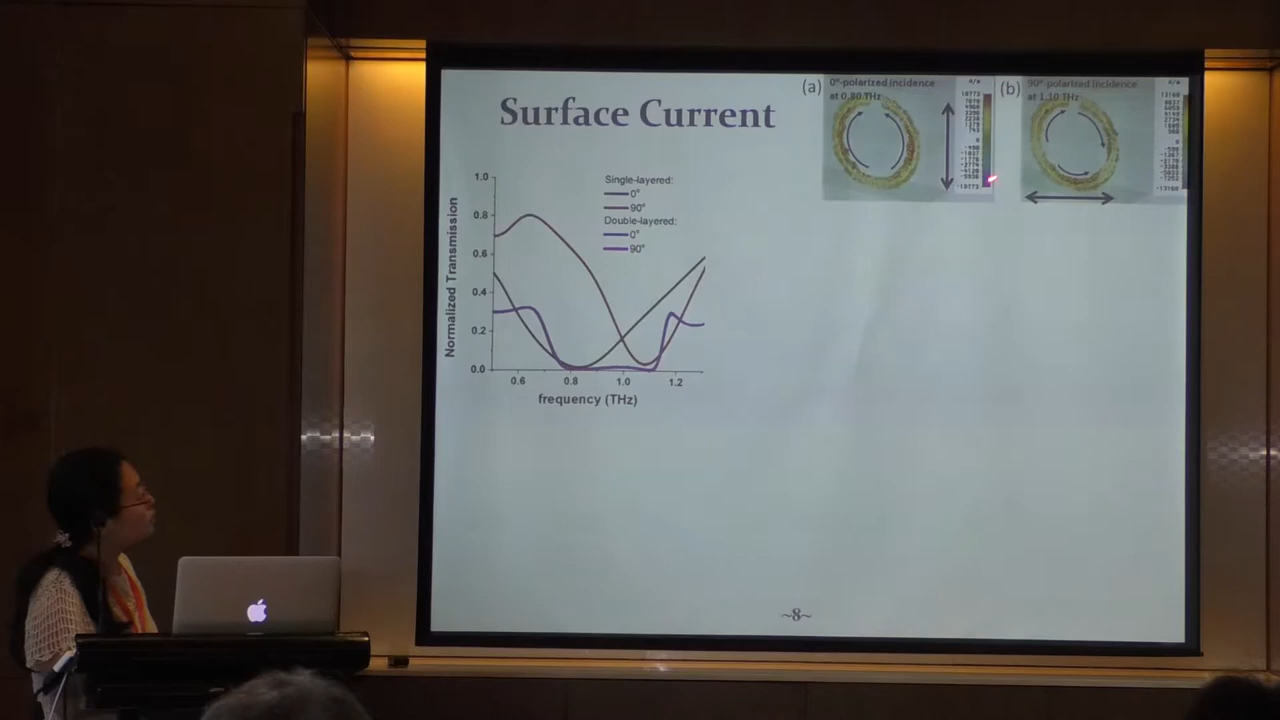 Surface Current
(a)
0°-polarized incidence
at 0.80 THz
(b)
90°-polarized incidence
at 1.10 THz
Normalized Transmission
1.0
0.8
0.6
0.4
0.2
0.0
Single-layered:
0°
90°
Double-layered:
0°
90°
0.6 0.8 1.0 1.2
frequency (THz)
~8~